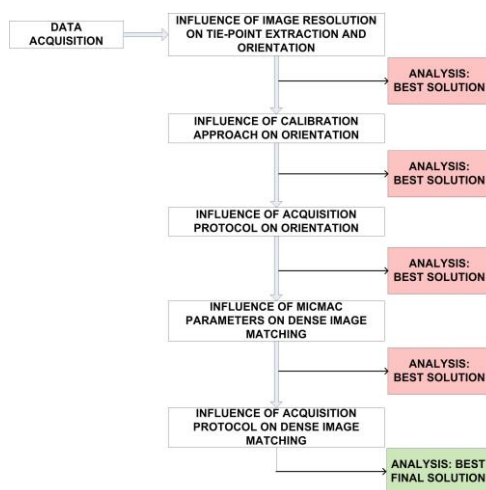 DATA
ACQUISITION
INFLUENCE OF IMAGE RESOLUTION
ON TIE-POINT EXTRACTION AND
ORIENTATION
ANALYSIS:
BEST SOLUTION
INFLUENCE OF CALIBRATION
APPROACH ON ORIENTATION
ANALYSIS:
BEST SOLUTION
INFLUENCE OF ACQUISITION
PROTOCOL ON ORIENTATION
ANALYSIS:
BEST SOLUTION
INFLUENCE OF MICMAC
PARAMETERS ON DENSE IMAGE
MATCHING
ANALYSIS:
BEST SOLUTION
INFLUENCE OF ACQUISITION
PROTOCOL ON DENSE IMAGE
MATCHING
ANALYSIS: BEST
FINAL SOLUTION